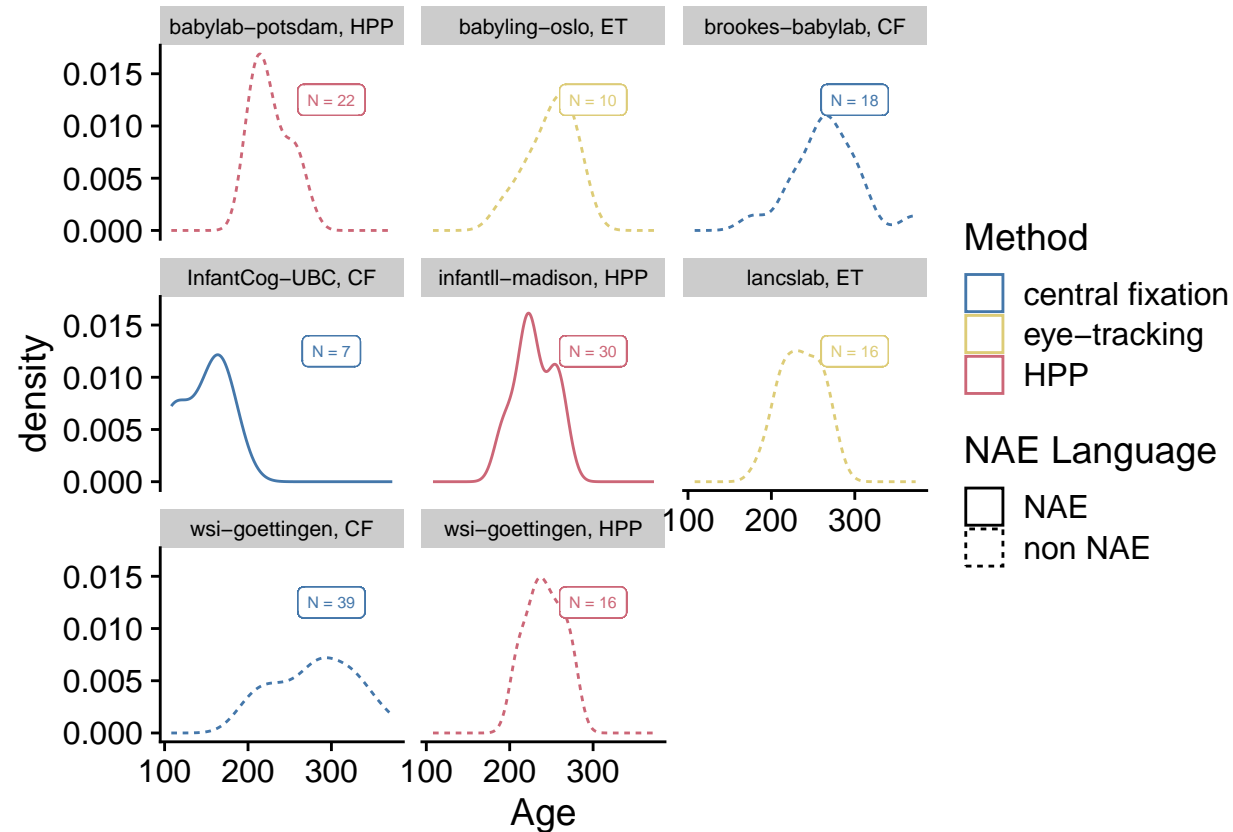 babylab−potsdam, HPP
babyling−oslo, ET
brookes−babylab, CF
0.015
0.010
0.005
0.000
N = 22
N = 10
N = 18
InfantCog−UBC, CF
infantll−madison, HPP
lancslab, ET
0.015
0.010
0.005
0.000
N = 7
N = 30
N = 16
100 200 300
wsi−goettingen, CF
wsi−goettingen, HPP
0.015
0.010
0.005
0.000
N = 39
N = 16
100 200 300
100 200 300
density
Age
Method
central fixation
eye−tracking
HPP
NAE Language
NAE
non NAE